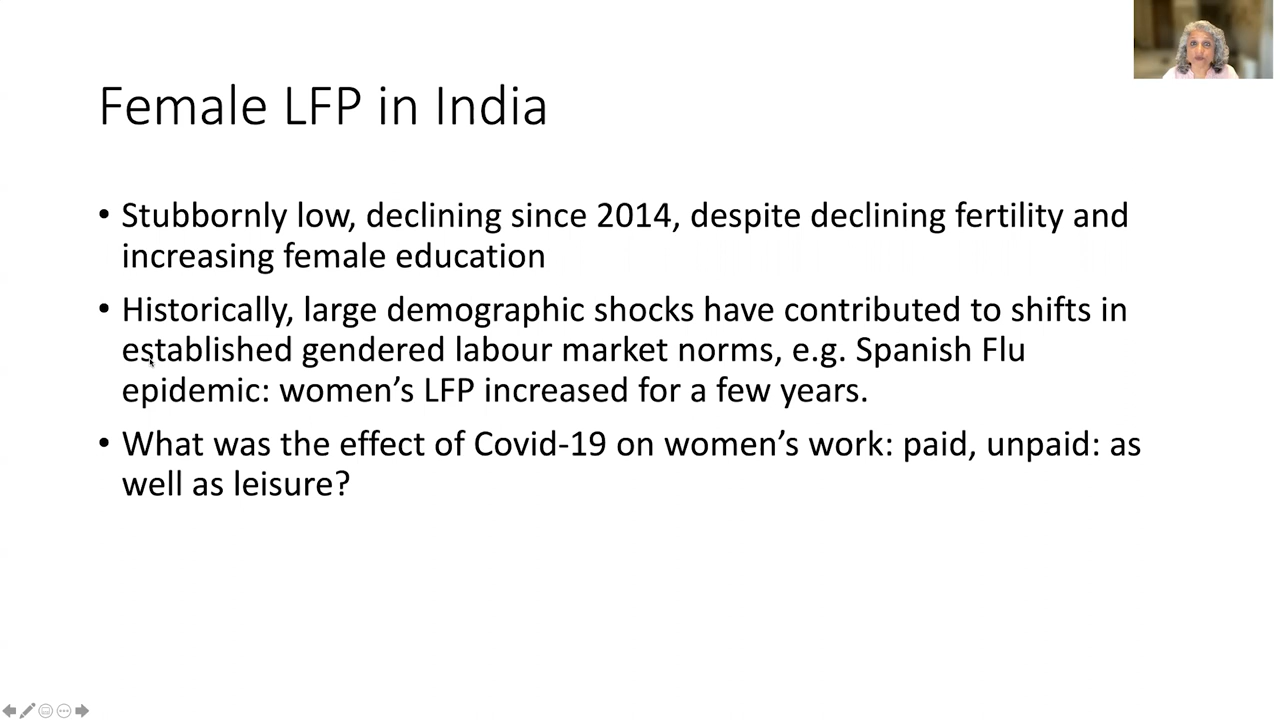 Female LFP in India
• Stubbornly low, declining since 2014, despite declining fertility and
increasing female education
• Historically, large demographic shocks have contributed to shifts in
established gendered labour market norms, e.g. Spanish Flu
epidemic: women’s LFP increased for a few years.
• What was the effect of Covid-19 on women’s work: paid, unpaid: as
well as leisure?